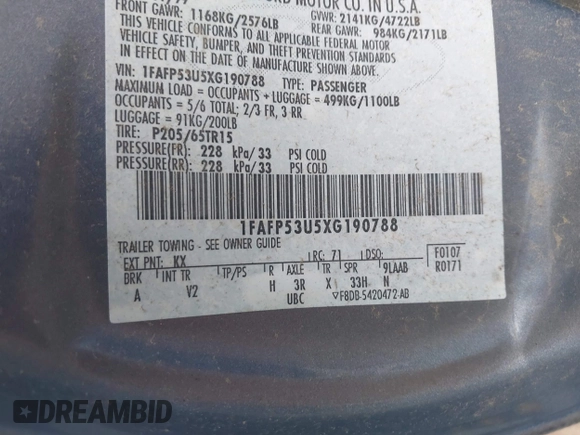 FORD MOTOR CO. IN U.S.A.
FRONT GAWR: 1168KG/2576LB GVWR: 2141KG/4722LB
REAR GAWR: 984KG/2171LB
THIS VEHICLE CONFORMS TO ALL APPLICABLE FEDERAL MOTOR
VEHICLE SAFETY, BUMPER, AND THEFT PREVENTION STANDARDS
IN EFFECT ON THE DATE OF MANUFACTURE SHOWN ABOVE
VIN: 1FAFP53U5XG190788 TYPE: PASSENGER
MAXIMUM LOAD = OCCUPANTS + LUGGAGE = 499KG/1100LB
OCCUPANTS = 5/6 TOTAL; 2/3 FR, 3 RR
LUGGAGE = 91KG/200LB
TIRE: P205/65TR15
PRESSURE(FR): 228 kPa/33 PSI COLD
PRESSURE(RR): 228 kPa/33 PSI COLD
1FAFP53U5XG190788
TRAILER TOWING - SEE OWNER GUIDE
EXT PNT: KX RC: 71 DSO: F0107
BRK INT TR TP/PS R AXLE TR SPR 9LAAB R0171
A V2 H 3R X 33H N
UBC ▽F8DB-5420472-AB
DREAMBID